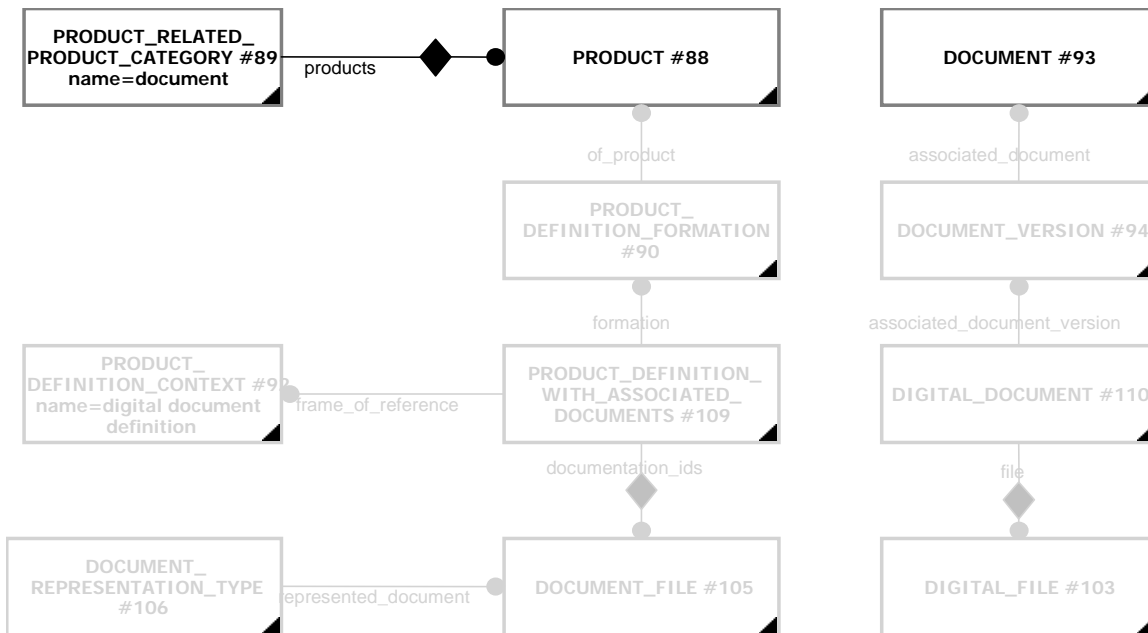 PRODUCT_RELATED_
PRODUCT_CATEGORY #89
name=document
products
PRODUCT #88
DOCUMENT #93
of_product
associated_document
PRODUCT_
DEFINITION_FORMATION
#90
DOCUMENT_VERSION #94
formation
associated_document_version
PRODUCT_
DEFINITION_CONTEXT #92
name=digital document
definition
frame_of_reference
PRODUCT_DEFINITION_
WITH_ASSOCIATED_
DOCUMENTS #109
DIGITAL_DOCUMENT #110
documentation_ids
file
DOCUMENT_
REPRESENTATION_TYPE
#106
represented_document
DOCUMENT_FILE #105
DIGITAL_FILE #103